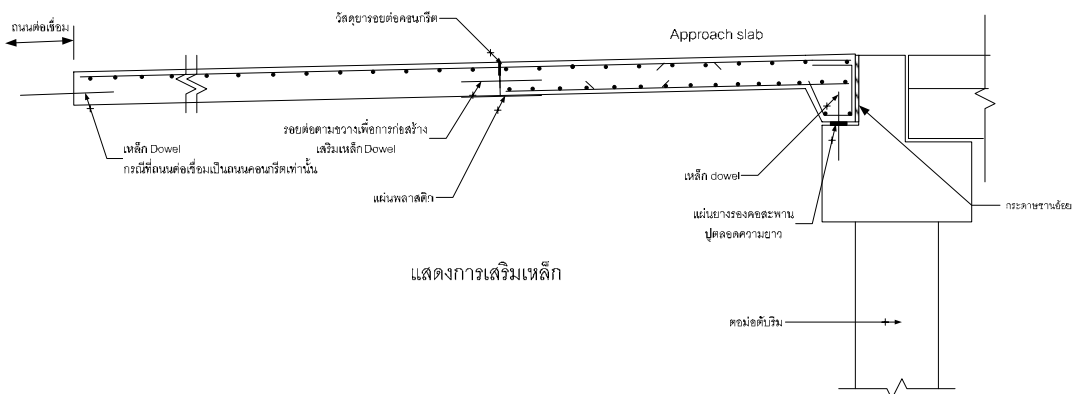 ถนนต่อเชื่อม
วัสดุยารอยต่อคอนกรีต
Approach slab
รอยต่อตามขวางเพื่อการก่อสร้าง
เสริมเหล็ก Dowel
เหล็ก Dowel
กรณีที่ถนนต่อเชื่อมเป็นถนนคอนกรีตเท่านั้น
แผ่นพลาสติก
เหล็ก dowel
แผ่นยางรองคอสะพาน
ปูตลอดความยาว
กระดาษชานอ้อย
แสดงการเสริมเหล็ก
ตอม่อตับริม